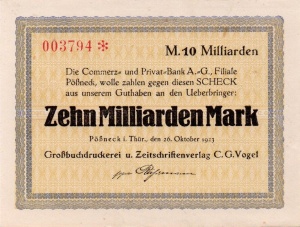 003794 * M. 10 Milliarden
Die Commerz- und Privat-Bank A.-G., Filiale
Pößneck, wolle zahlen gegen diesen SCHECK
aus unserem Guthaben an den Ueberbringer:
Zehn Milliarden Mark
Pößneck i. Thür., den 26. Oktober 1923
Großbuchdruckerei u. Zeitschriftenverlag C. G. Vogel